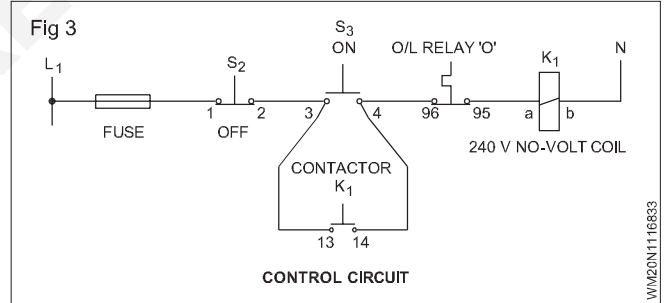 Fig 3
L1
FUSE
S2
1 2
OFF
S3
ON
3 4
O/L RELAY 'O'
96 95
K1
a b
240 V NO-VOLT COIL
N
CONTACTOR
K1
13 14
CONTROL CIRCUIT
WM20N1116833